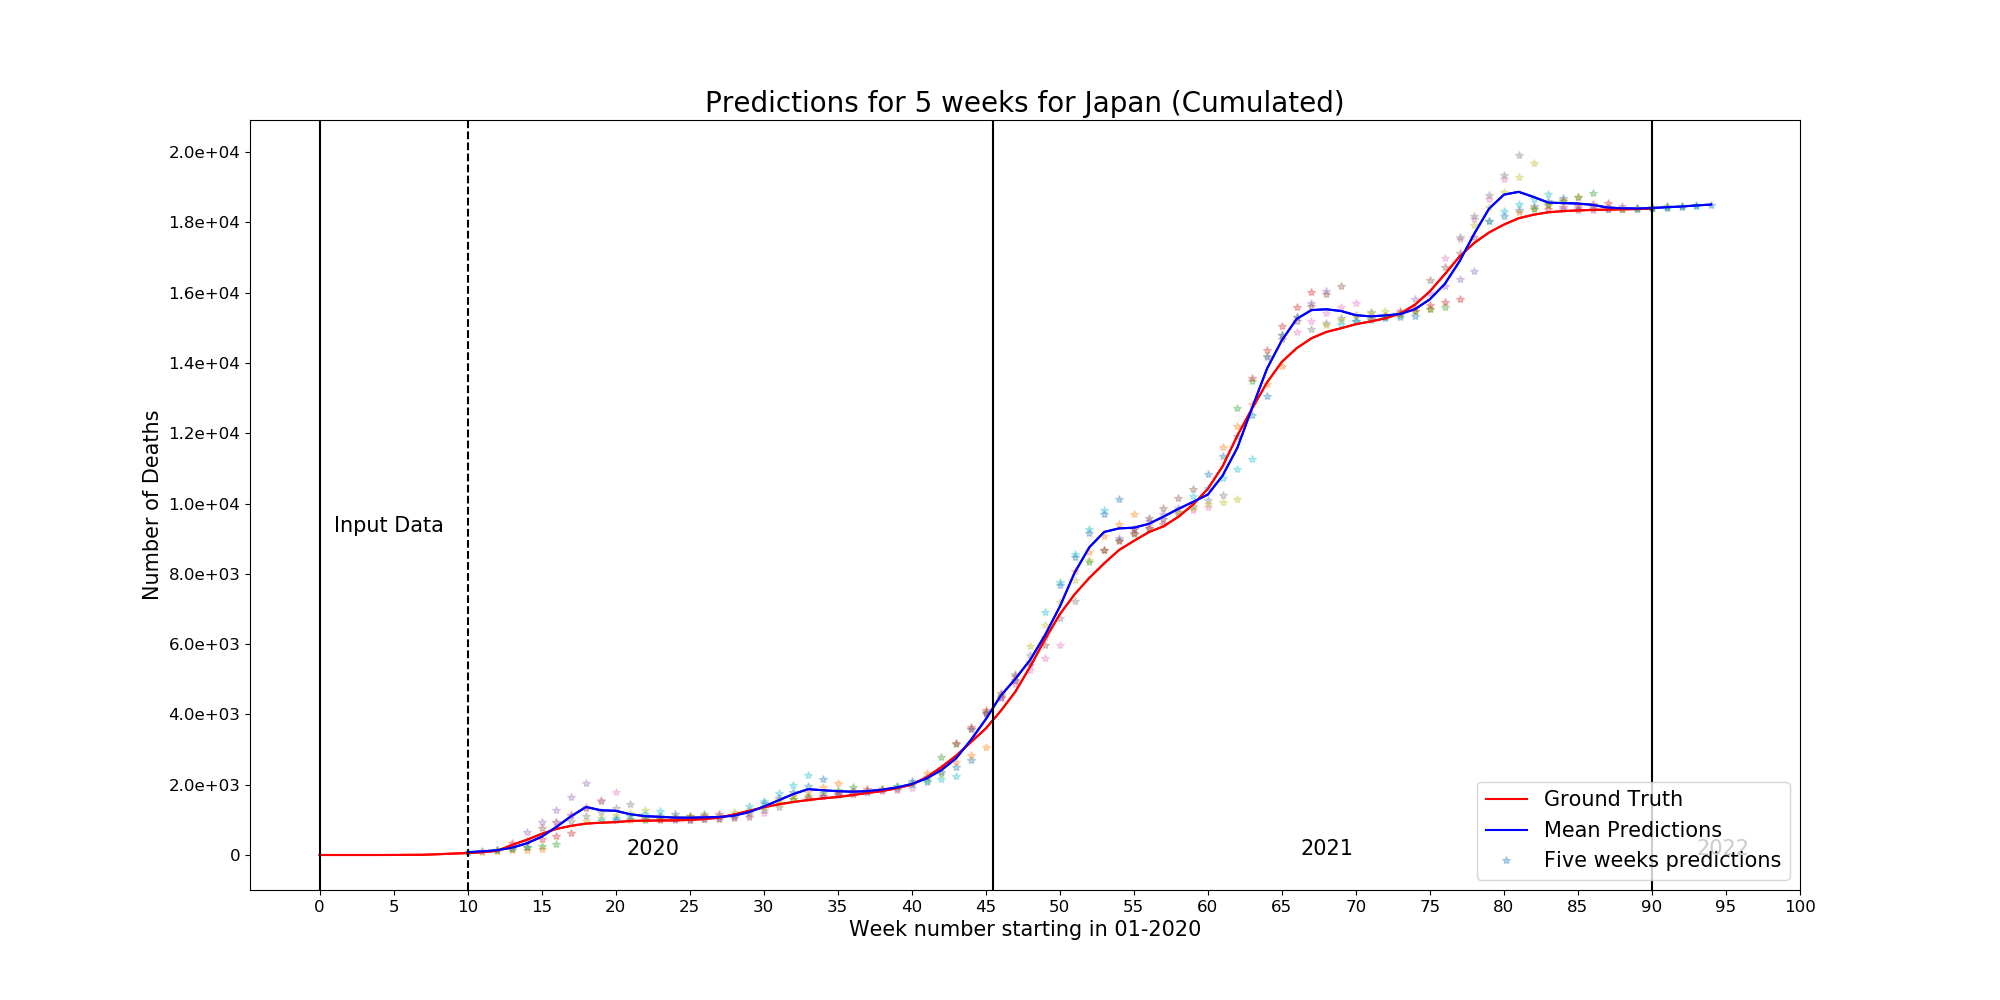 Predictions for 5 weeks for Japan (Cumulated)
2.0e+04
1.8e+04
1.6e+04
1.4e+04
1.2e+04
1.0e+04
8.0e+03
6.0e+03
4.0e+03
2.0e+03
0
Number of Deaths
Input Data
2020
2021
2022
Ground Truth
Mean Predictions
Five weeks predictions
0 5 10 15 20 25 30 35 40 45 50 55 60 65 70 75 80 85 90 95 100
Week number starting in 01-2020